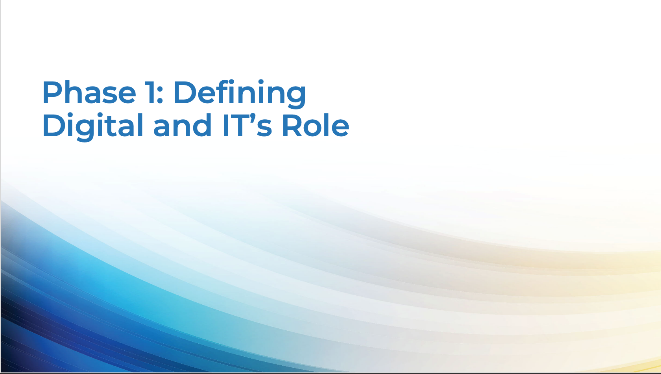 Phase 1: Defining
Digital and IT’s Role